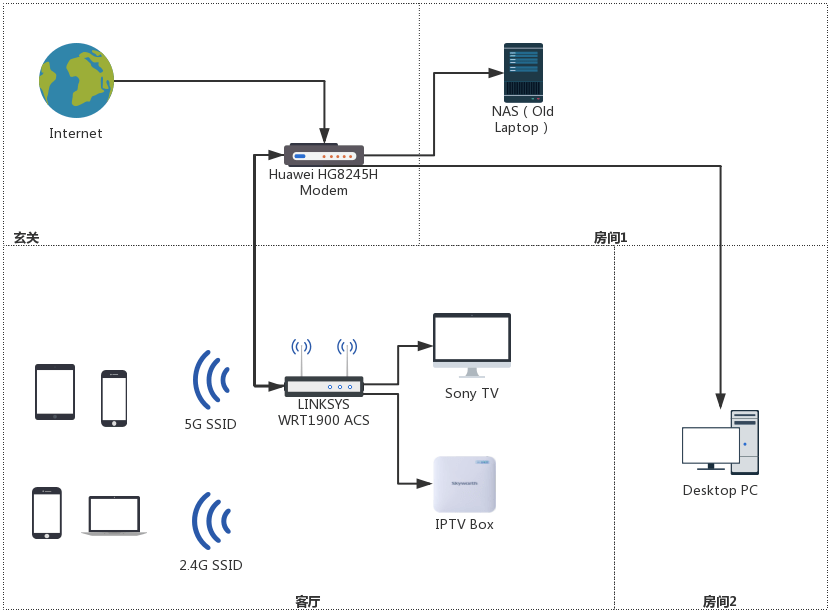 Internet
NAS ( Old
Laptop )
Huawei HG8245H
Modem
玄关
房间1
5G SSID
LINKSYS
WRT1900 ACS
Sony TV
2.4G SSID
IPTV Box
Desktop PC
客厅
房间2